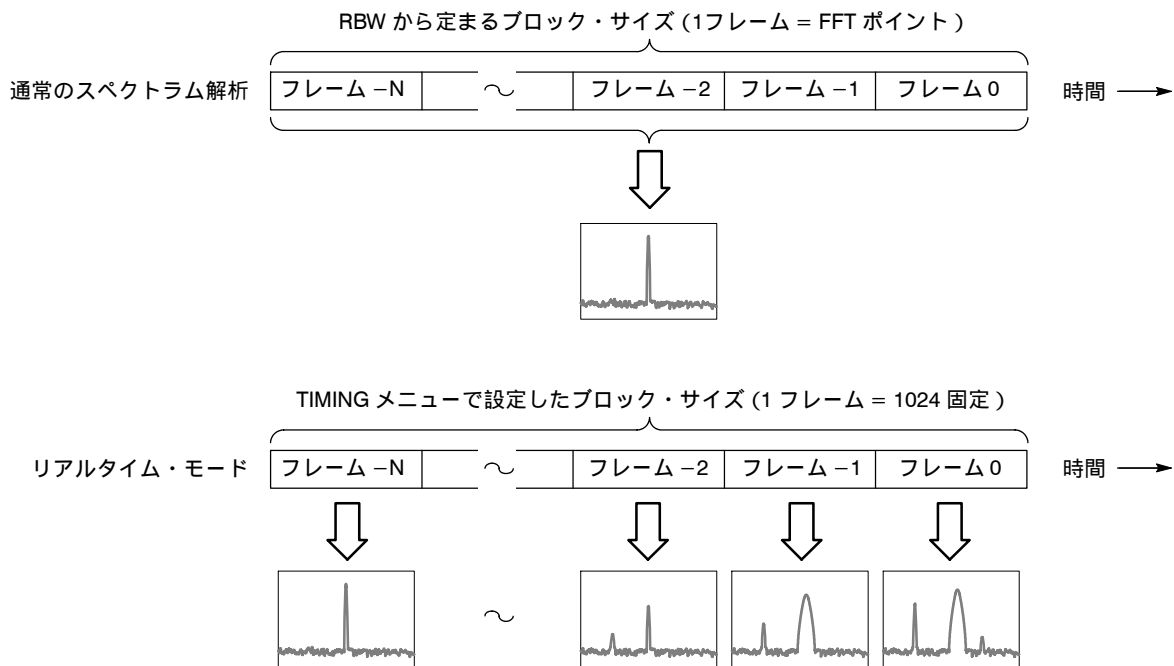 RBW から定まるブロック・サイズ (1フレーム = FFT ポイント )
通常のスペクトラム解析 フレーム −N 〜 フレーム −2 フレーム −1 フレーム 0 時間
TIMING メニューで設定したブロック・サイズ (1 フレーム = 1024 固定 )
リアルタイム・モード フレーム −N 〜 フレーム −2 フレーム −1 フレーム 0 時間
〜